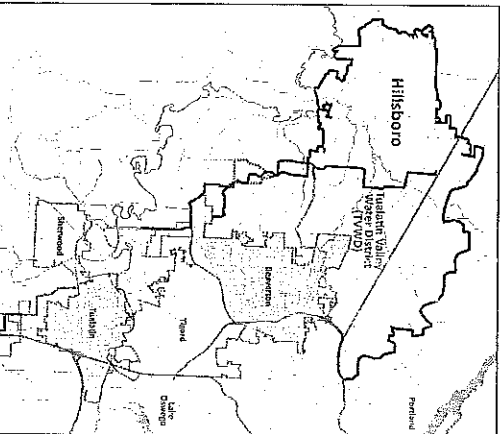 Hillsboro
Tualatin Valley
Water District
(TVWD)
Portland
Beaverton
Tigard
Lake
Oswego
Sherwood
Tualatin